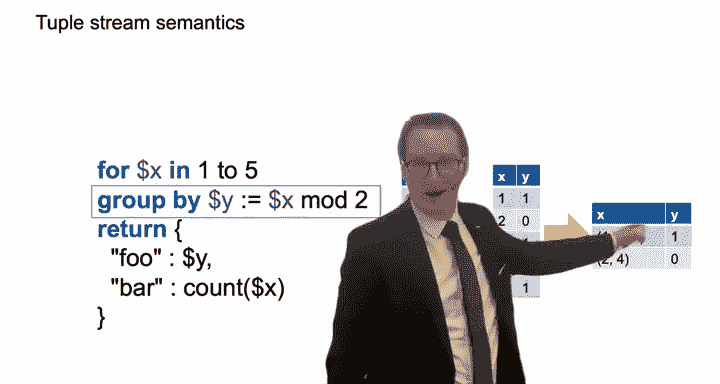 Tuple stream semantics
for $x in 1 to 5
group by $y := $x mod 2
return {
"foo" : $y,
"bar" : count($x)
}
x y
1 1
2 0
1
x y
1
(2, 4) 0